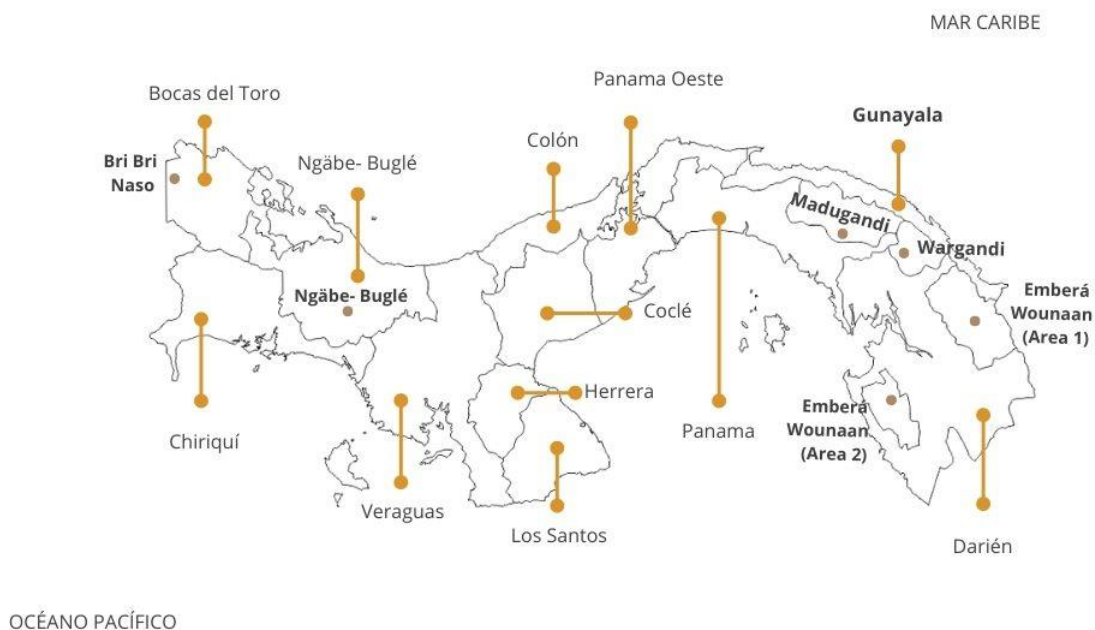 MAR CARIBE
Panama Oeste
Bocas del Toro
Gunayala
Colón
Ngäbe- Buglé
Bri Bri
Naso
Madugandi
Wargandi
Ngäbe- Buglé
Emberá
Wounaan
(Area 1)
Coclé
Herrera
Emberá
Wounaan
(Area 2)
Panama
Chiriquí
Veraguas
Los Santos
Darién
OCÉANO PACÍFICO